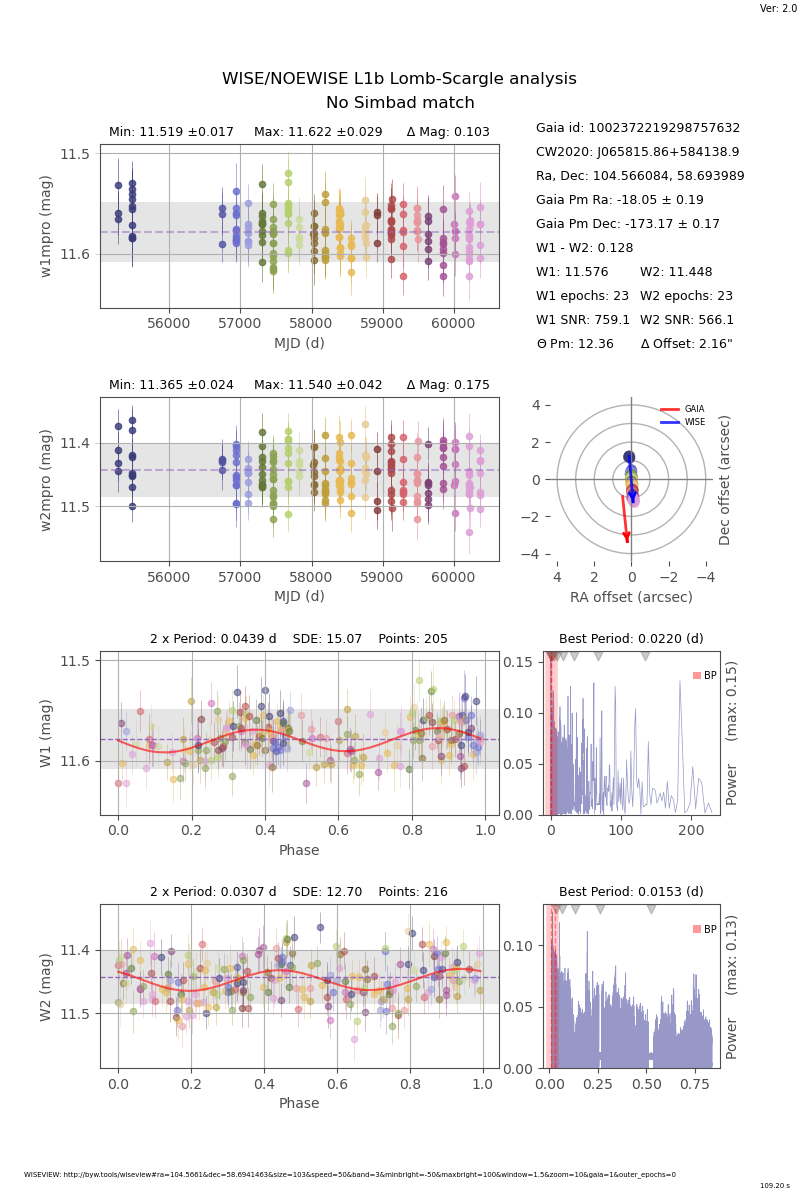 Ver: 2.0
WISE/NOEWISE L1b Lomb-Scargle analysis
No Simbad match
Min: 11.519 ±0.017 Max: 11.622 ±0.029 Δ Mag: 0.103
11.5
11.6
w1mpro (mag)
56000 57000 58000 59000 60000
MJD (d)
Gaia id: 1002372219298757632
CW2020: J065815.86+584138.9
Ra, Dec: 104.566084, 58.693989
Gaia Pm Ra: -18.05 ± 0.19
Gaia Pm Dec: -173.17 ± 0.17
W1 - W2: 0.128
W1: 11.576 W2: 11.448
W1 epochs: 23 W2 epochs: 23
W1 SNR: 759.1 W2 SNR: 566.1
Θ Pm: 12.36 Δ Offset: 2.16"
Min: 11.365 ±0.024 Max: 11.540 ±0.042 Δ Mag: 0.175
11.4
11.5
w2mpro (mag)
56000 57000 58000 59000 60000
MJD (d)
GAIA
WISE
4
2
0
−2
−4
4 2 0 −2 −4
RA offset (arcsec)
Dec offset (arcsec)
2 x Period: 0.0439 d SDE: 15.07 Points: 205
11.5
11.6
W1 (mag)
0.0 0.2 0.4 0.6 0.8 1.0
Phase
Best Period: 0.0220 (d)
BP
0.15
0.10
0.05
0.00
0 100 200
Power (max: 0.15)
2 x Period: 0.0307 d SDE: 12.70 Points: 216
11.4
11.5
W2 (mag)
0.0 0.2 0.4 0.6 0.8 1.0
Phase
Best Period: 0.0153 (d)
BP
0.10
0.05
0.00
0.00 0.25 0.50 0.75
Power (max: 0.13)
WISEVIEW: http://byw.tools/wiseview#ra=104.5661&dec=58.6941463&size=103&speed=50&band=3&minbright=-50&maxbright=100&window=1.5&zoom=10&gaia=1&outer_epochs=0
109.20 s